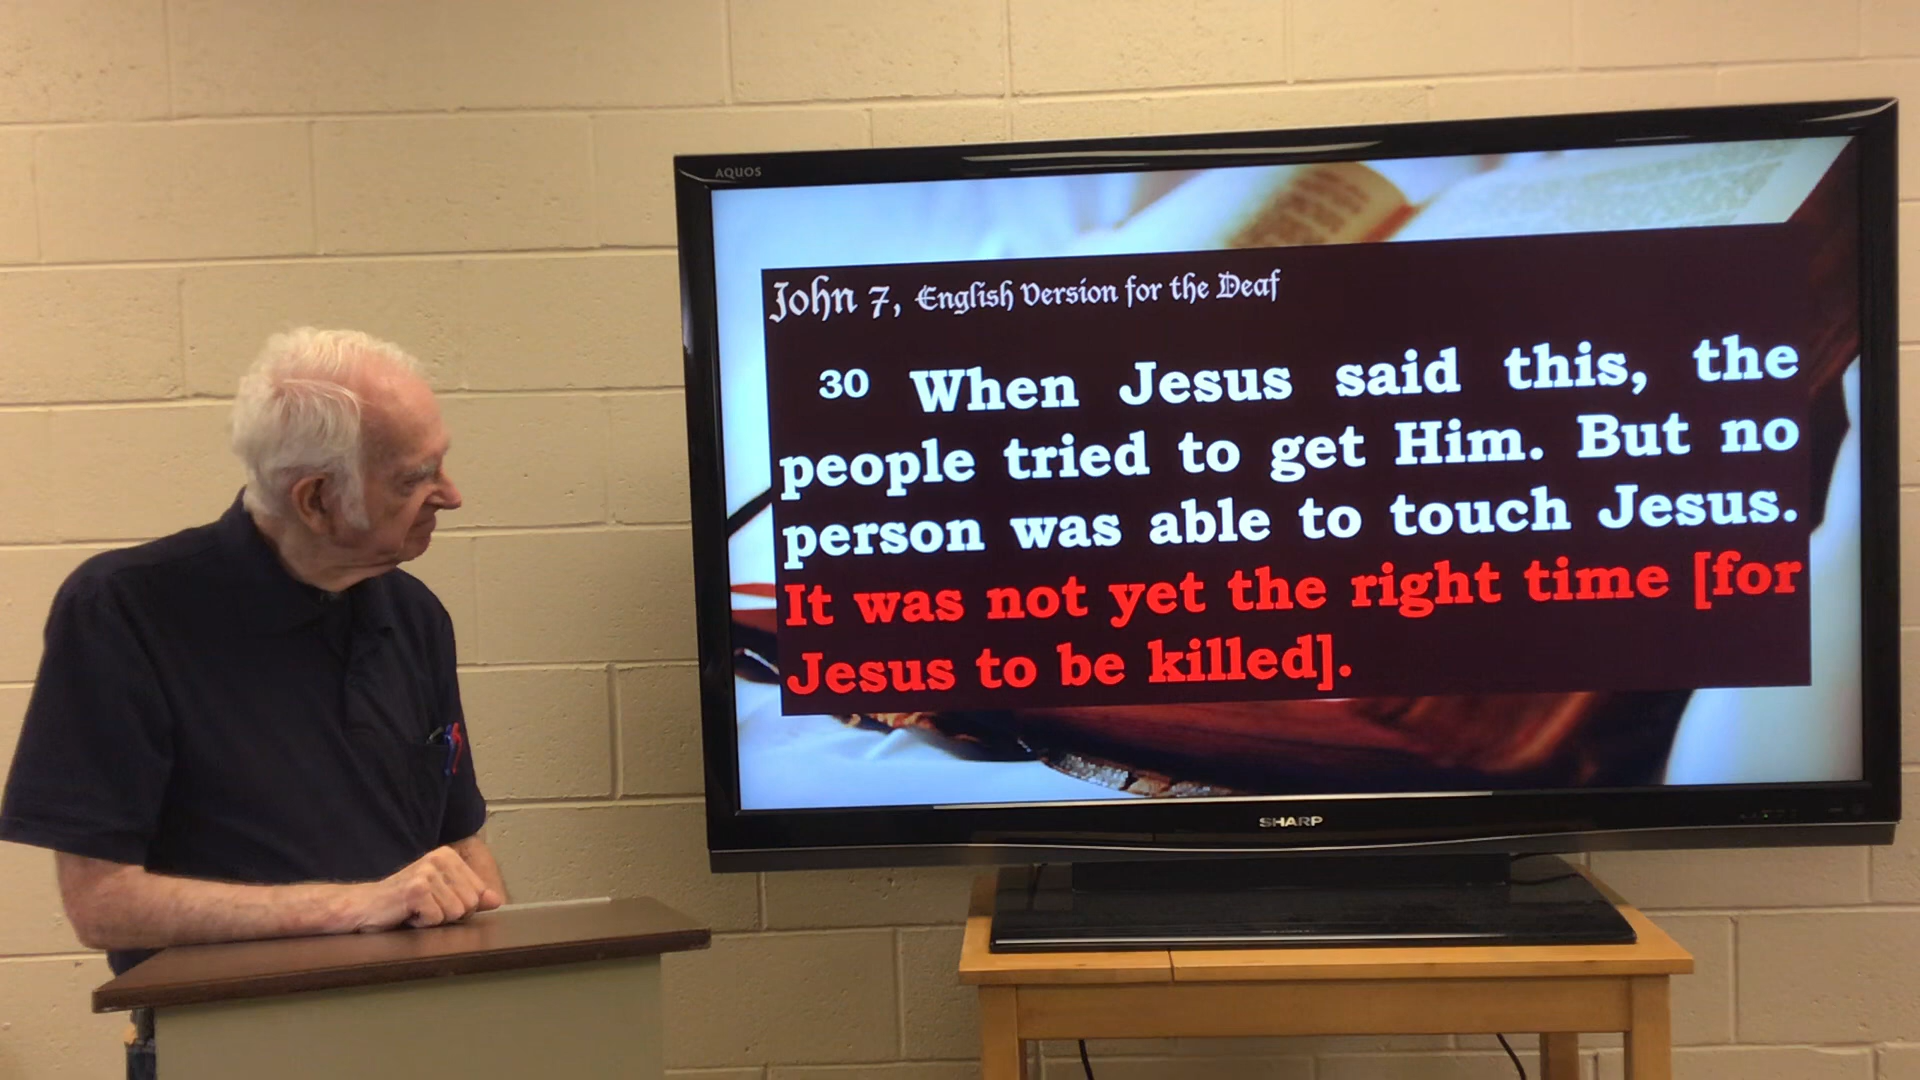 AQUOS
John 7, English Version for the Deaf
30 When Jesus said this, the
people tried to get Him. But no
person was able to touch Jesus.
It was not yet the right time [for
Jesus to be killed].
SHARP